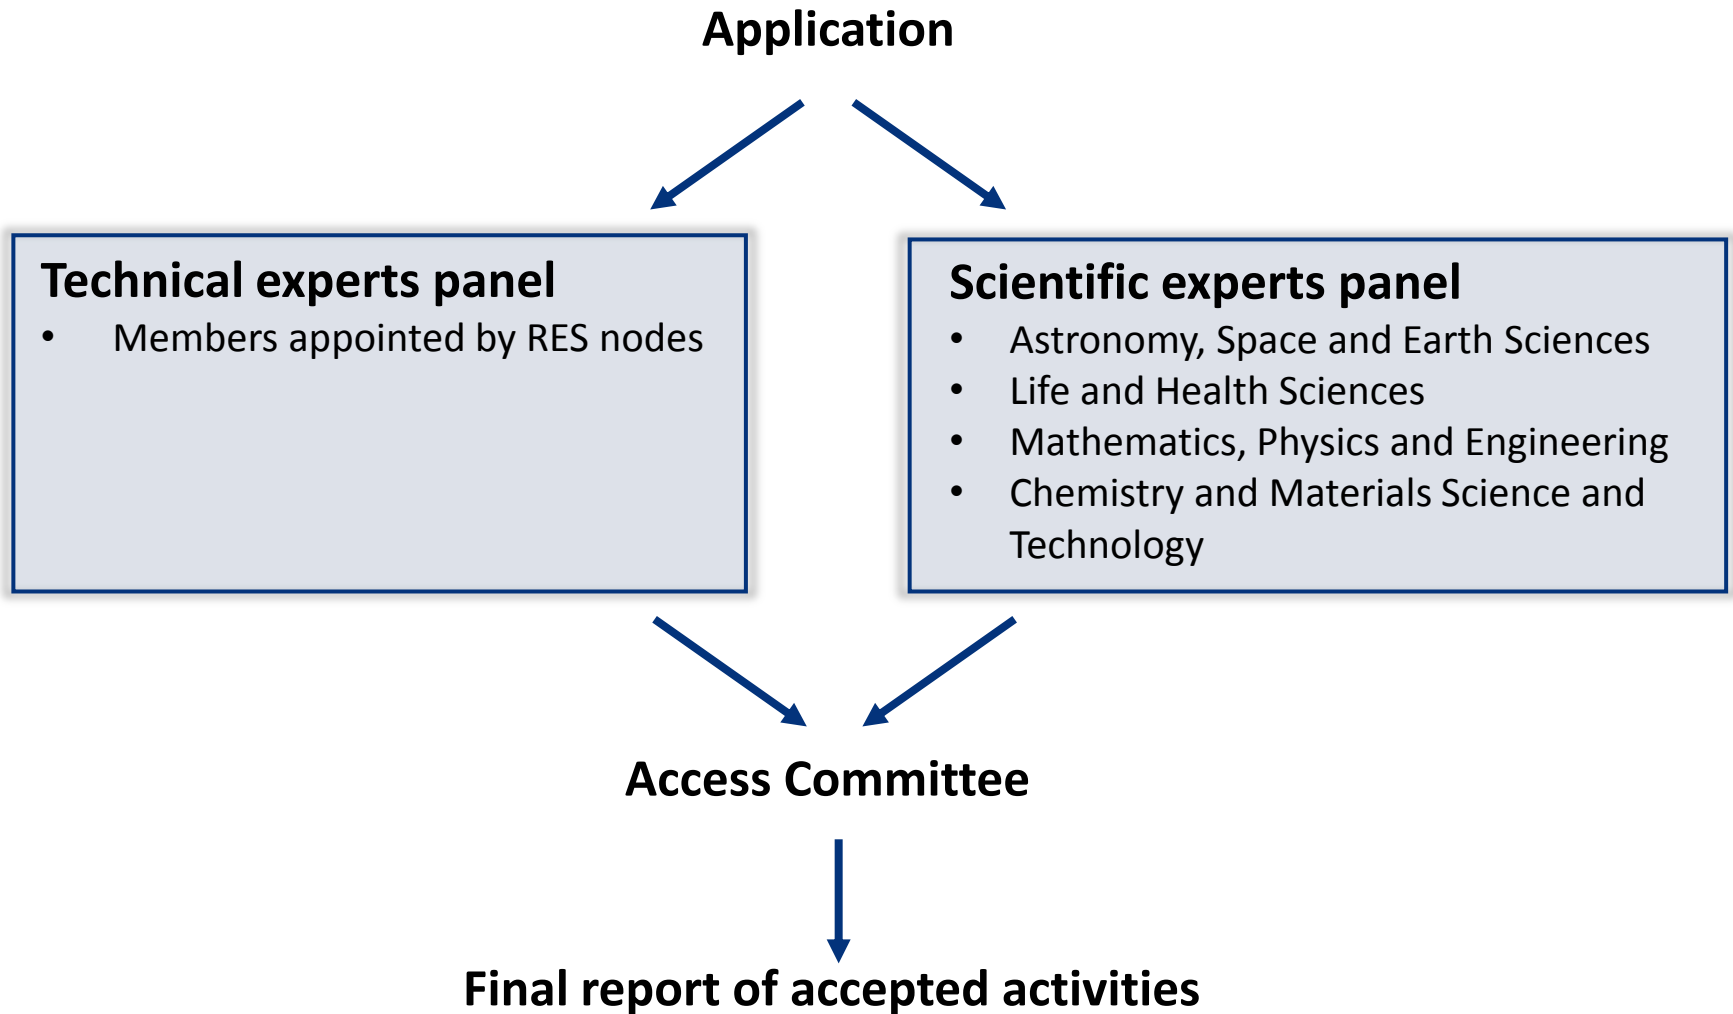 Application
Technical experts panel
• Members appointed by RES nodes
Scientific experts panel
• Astronomy, Space and Earth Sciences
• Life and Health Sciences
• Mathematics, Physics and Engineering
• Chemistry and Materials Science and
Technology
Access Committee
Final report of accepted activities